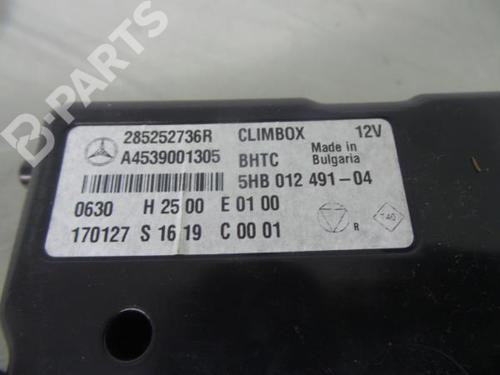 285252736R CLIMBOX 12V
A4539001305 BHTC Made in Bulgaria
5HB 012 491-04
0630 H 25 00 E 01 00
170127 S 16 19 C 00 01 R
B-PARTS